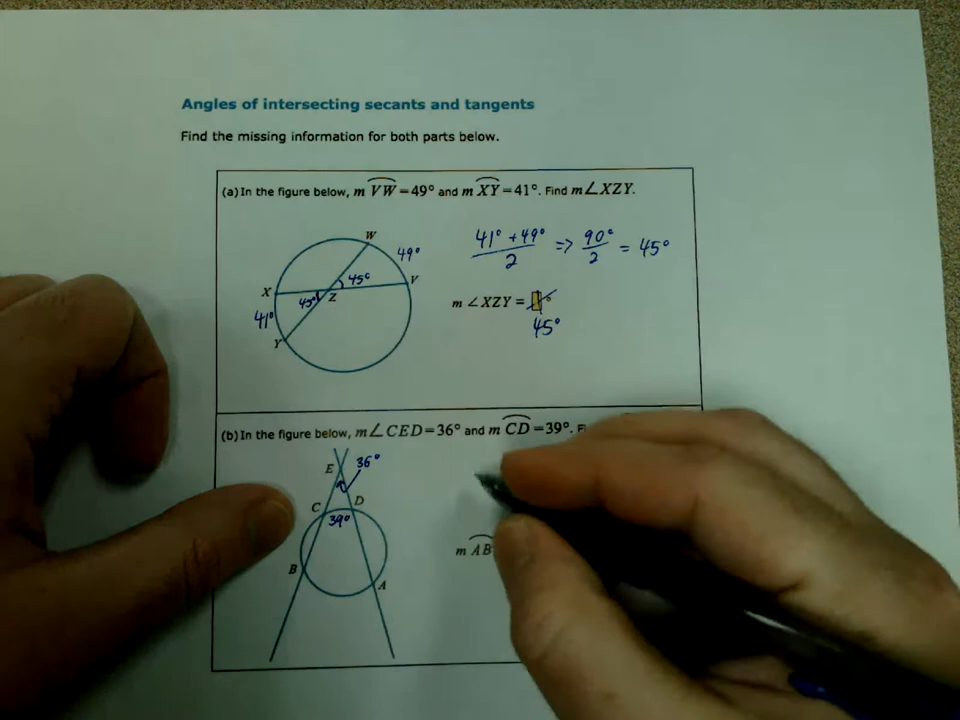 Angles of intersecting secants and tangents
Find the missing information for both parts below.
(a) In the figure below, m VW = 49° and m XY = 41°. Find m∠XZY.
W
49°
41° + 49°
2
=> 90°
2
= 45°
X
45°
V
45°
Z
41°
Y
m ∠XZY = °
45°
(b) In the figure below, m∠CED = 36° and m CD = 39°.
E
36°
C
D
39°
B
A
m AB